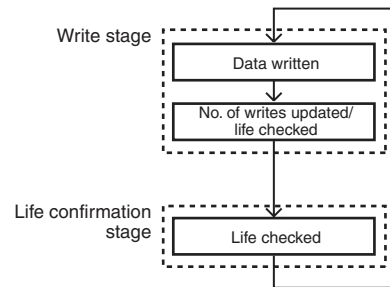 Write stage
Data written
No. of writes updated/
life checked
Life confirmation
stage
Life checked